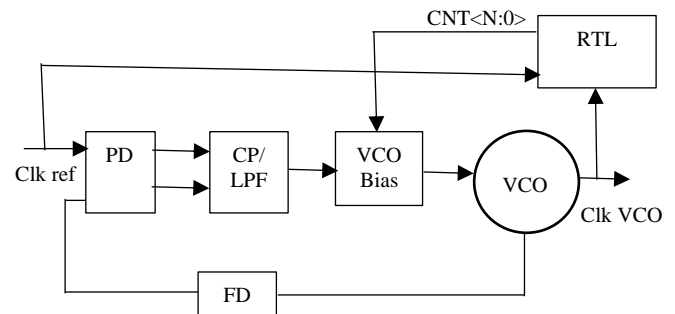 CNT<N:0>
RTL
Clk ref
PD
CP/
LPF
VCO
Bias
VCO
Clk VCO
FD